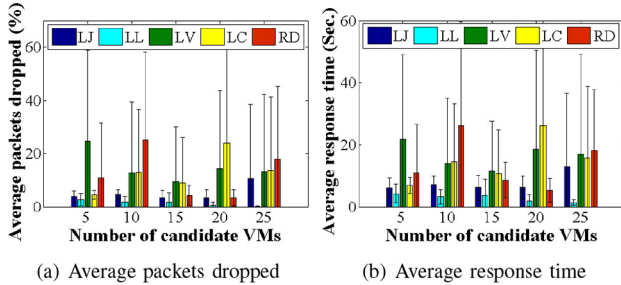 Average packets dropped (%)
60
40
20
0
LJ LL LV LC RD
5 10 15 20 25
Number of candidate VMs
(a) Average packets dropped
Average response time (Sec.)
60
40
20
0
LJ LL LV LC RD
5 10 15 20 25
Number of candidate VMs
(b) Average response time